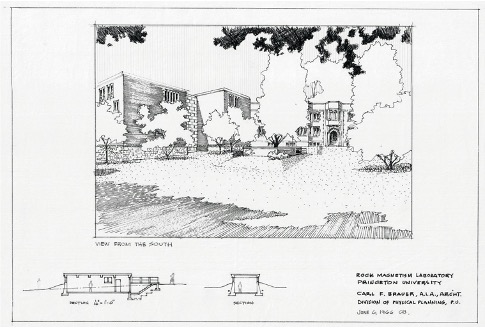 VIEW FROM THE SOUTH
SECTION
SECTION
ROCK MAGNETISM LABORATORY
PRINCETON UNIVERSITY
CARL F. BRAUER, A.I.A., ARCHT.
DIVISION OF PHYSICAL PLANNING, P.U.
JUNE 6, 1966